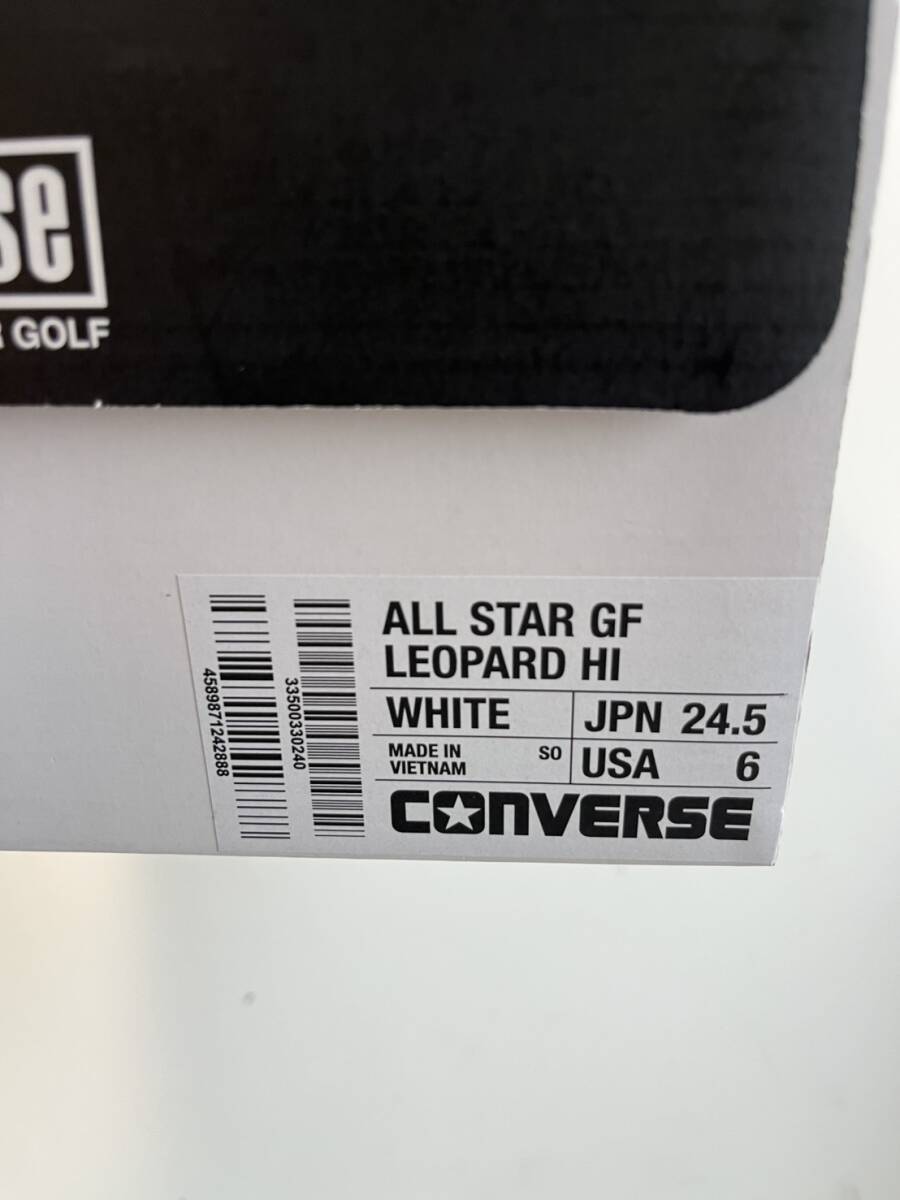 se
R GOLF
ALL STAR GF
LEOPARD HI
WHITE
JPN 24.5
MADE IN
VIETNAM
SO
USA 6
CONVERSE
4589871242888
33500330240